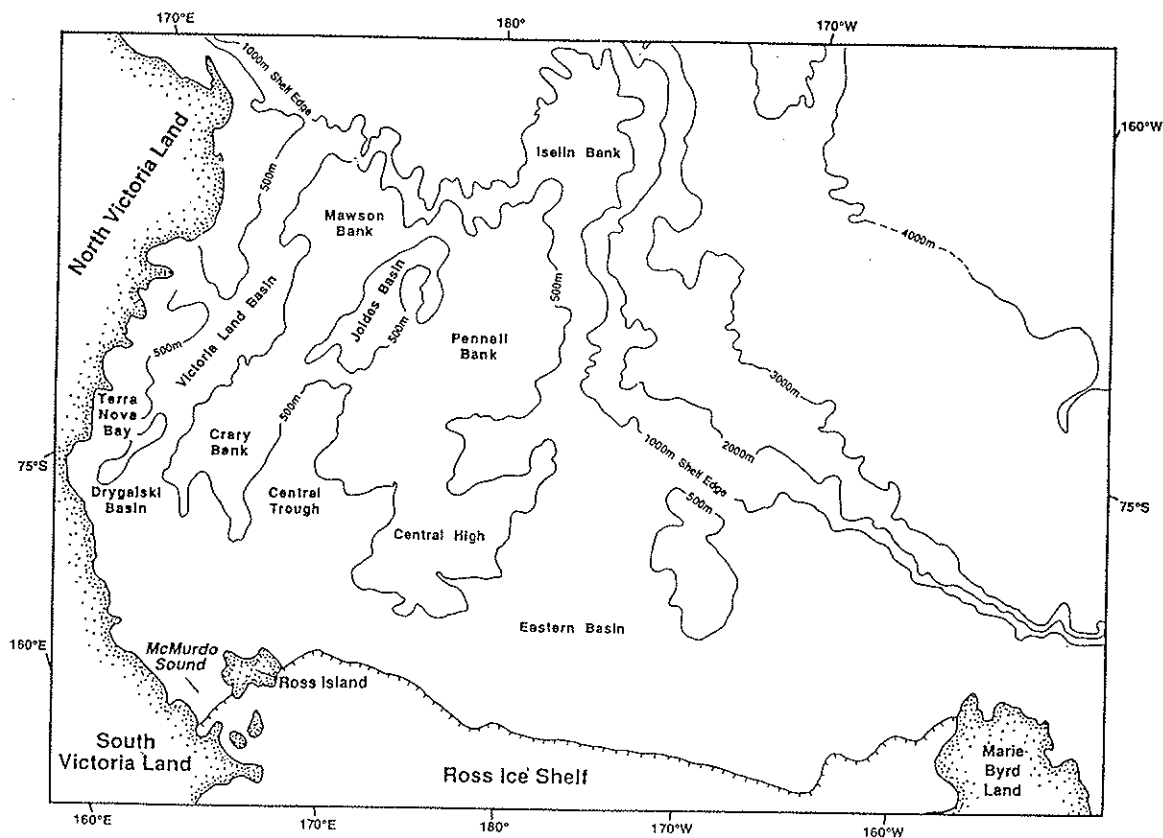 170°E
180°
170°W
160°W
1000m Shelf Edge
North Victoria Land
Iselin Bank
500m
Mawson
Bank
4000m
Victoria Land Basin
Joides Basin
500m
500m
500m
Pennell
Bank
3000m
Terra
Nova
Bay
500m
Crary
Bank
2000m
1000m Shelf Edge
75°S
Drygalski
Basin
Central
Trough
500m
75°S
Central High
Eastern Basin
160°E
McMurdo
Sound
Ross Island
South
Victoria Land
Ross Ice Shelf
Marie
Byrd
Land
160°E
170°E
180°
170°W
160°W